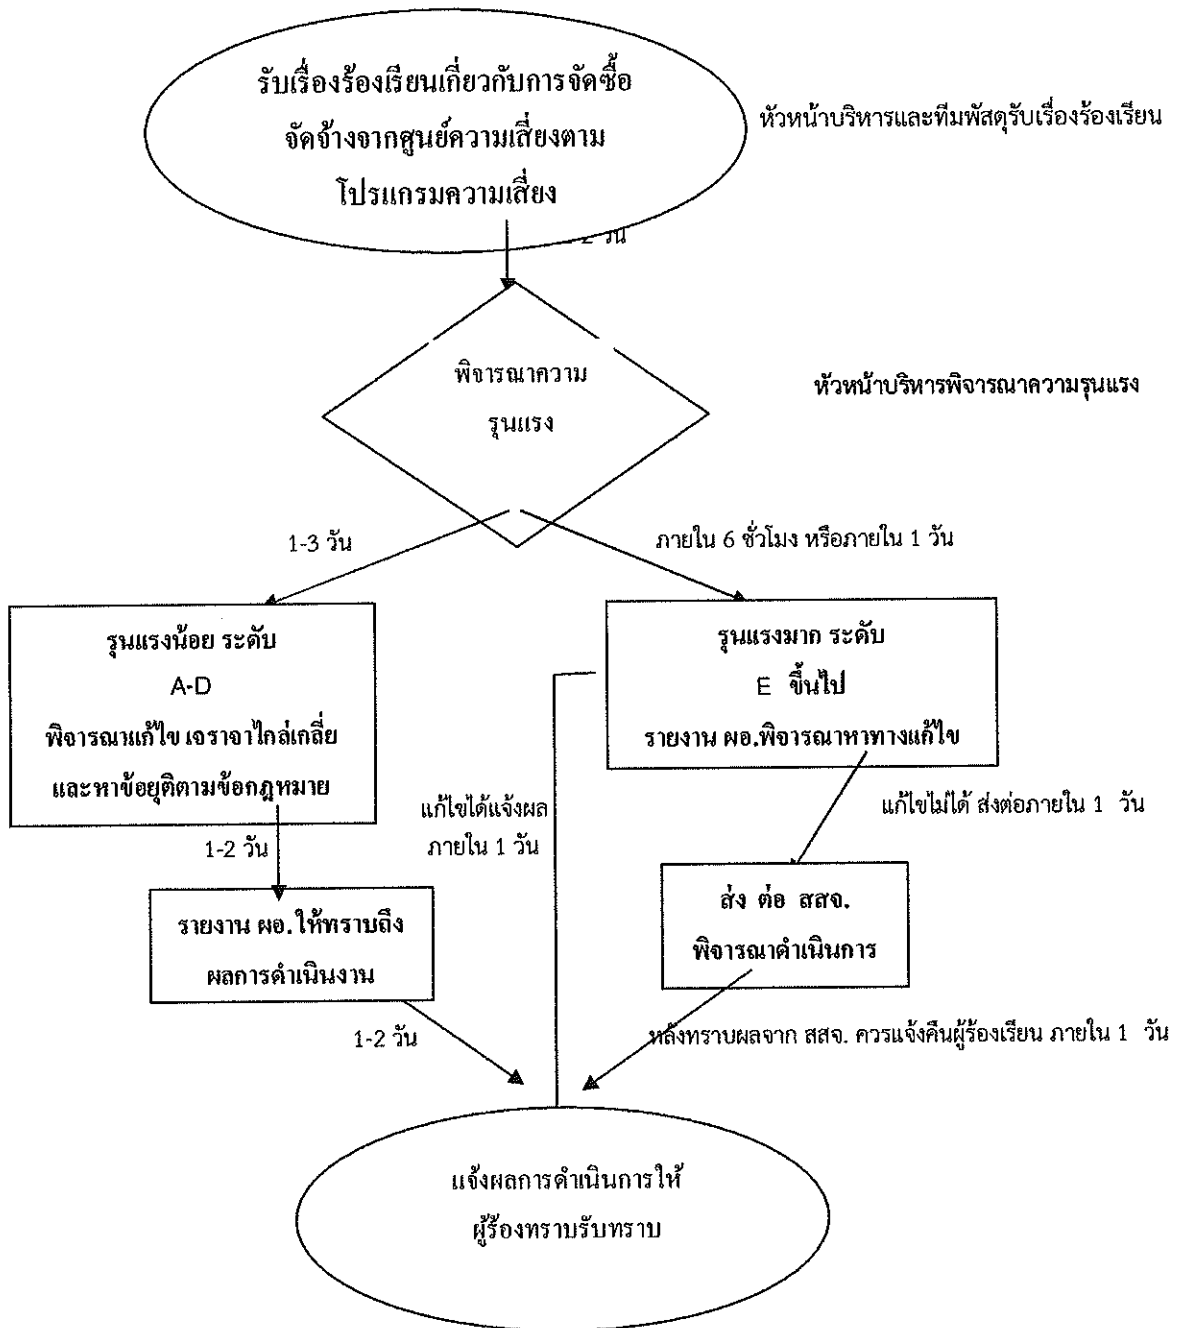 รับเรื่องร้องเรียนเกี่ยวกับการจัดซื้อ
จัดจ้างจากศูนย์ความเสี่ยงตาม
โปรแกรมความเสี่ยง
หัวหน้าบริหารและทีมพัสดุรับเรื่องร้องเรียน
2 วัน
พิจารณาความ
รุนแรง
หัวหน้าบริหารพิจารณาความรุนแรง
1-3 วัน
ภายใน 6 ชั่วโมง หรือภายใน 1 วัน
รุนแรงน้อย ระดับ
A-D
พิจารณาแก้ไข เจราจาไกล่เกลี่ย
และหาข้อยุติตามข้อกฎหมาย
รุนแรงมาก ระดับ
E ขึ้นไป
รายงาน ผอ.พิจารณาหาทางแก้ไข
แก้ไขได้แจ้งผล
ภายใน 1 วัน
แก้ไขไม่ได้ ส่งต่อภายใน 1 วัน
1-2 วัน
รายงาน ผอ.ให้ทราบถึง
ผลการดำเนินงาน
ส่ง ต่อ สสจ.
พิจารณาดำเนินการ
1-2 วัน
หลังทราบผลจาก สสจ. ควรแจ้งคืนผู้ร้องเรียน ภายใน 1 วัน
แจ้งผลการดำเนินการให้
ผู้ร้องทราบรับทราบ